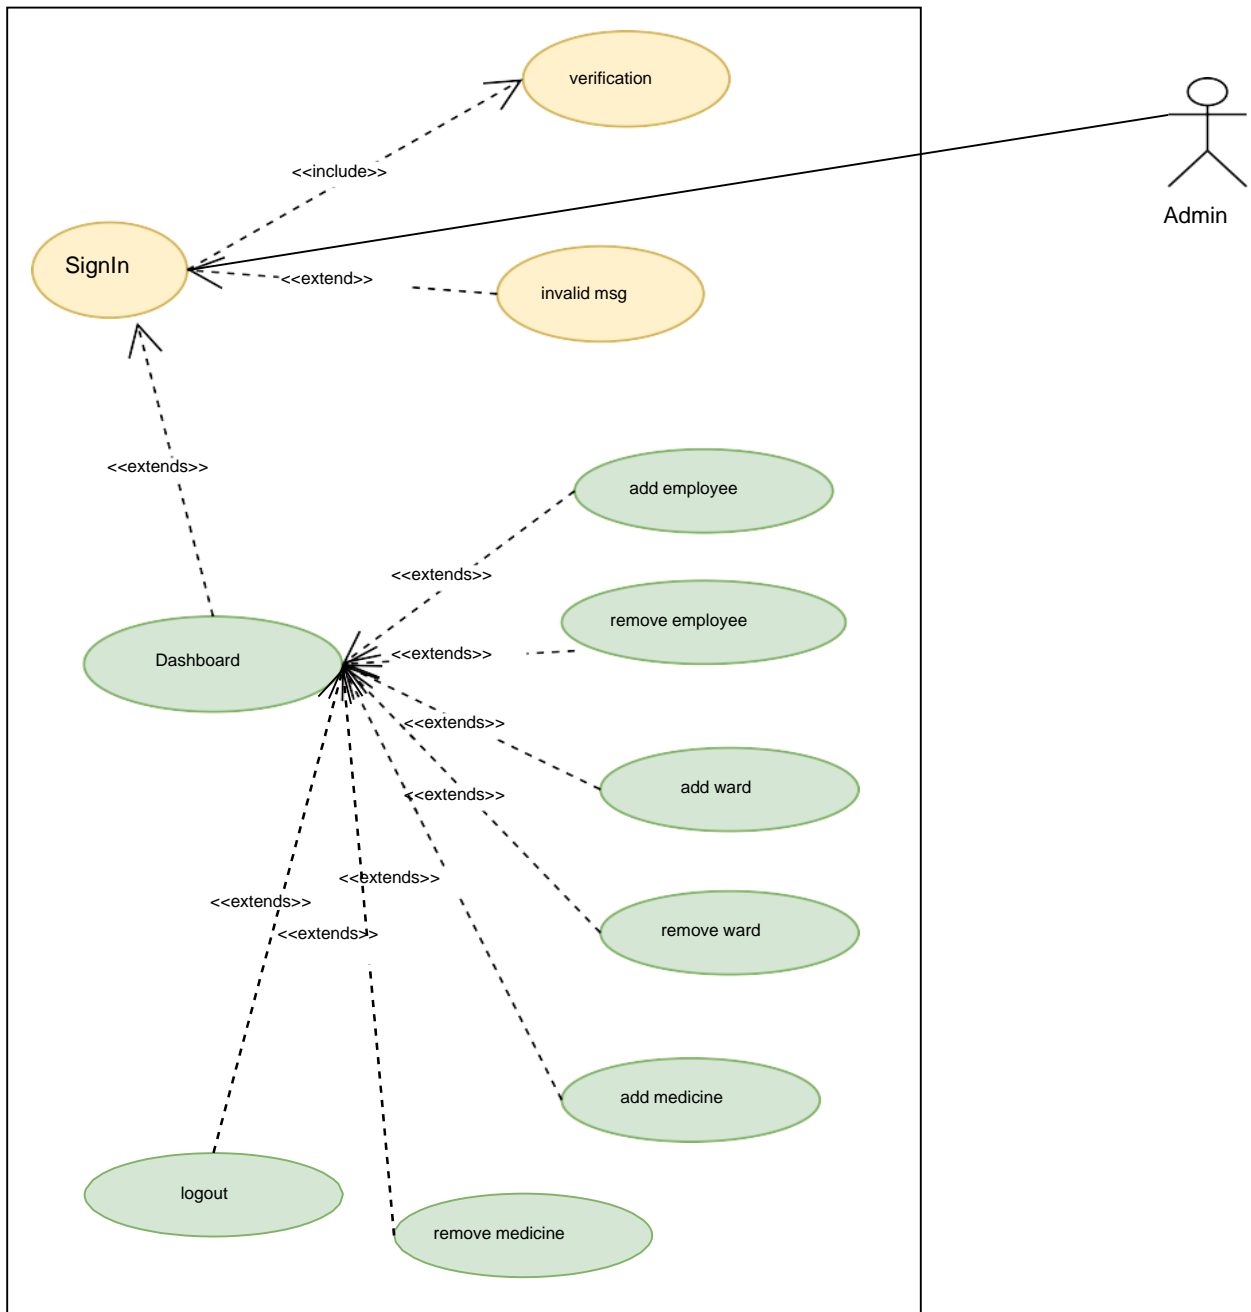 verification
<<include>>
Admin
SignIn
<<extend>>
invalid msg
<<extends>>
add employee
<<extends>>
remove employee
Dashboard
<<extends>>
<<extends>>
add ward
<<extends>>
<<extends>>
<<extends>>
remove ward
<<extends>>
add medicine
logout
remove medicine